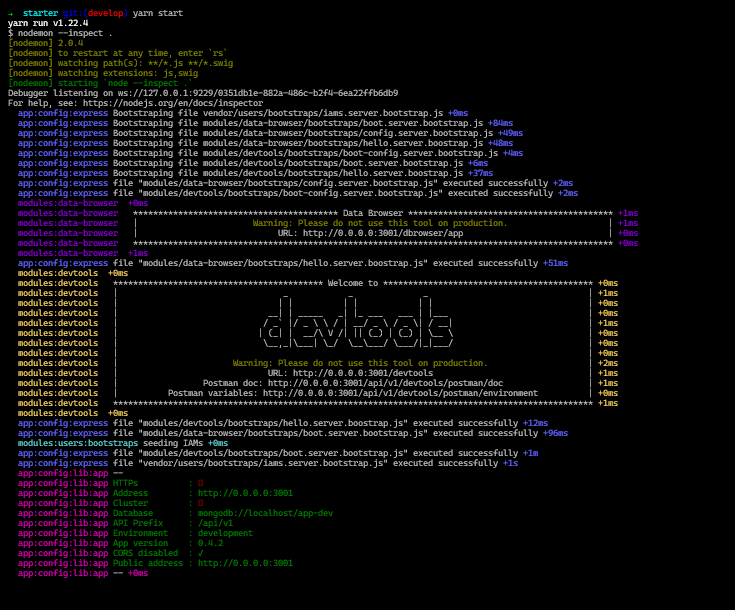 → starter git:(develop) yarn start
yarn run v1.22.4
$ nodemon --inspect .
[nodemon] 2.0.4
[nodemon] to restart at any time, enter `rs`
[nodemon] watching path(s): **/*.js **/*.swig
[nodemon] watching extensions: js,swig
[nodemon] starting `node --inspect .`
Debugger listening on ws://127.0.0.1:9229/0351db1e-882a-486c-b2f4-6ea22ffb6db9
For help, see: https://nodejs.org/en/docs/inspector
app:config:express Bootstraping file vendor/users/bootstraps/iams.server.bootstrap.js +0ms
app:config:express Bootstraping file modules/data-browser/bootstraps/boot.server.bootstrap.js +84ms
app:config:express Bootstraping file modules/data-browser/bootstraps/config.server.bootstrap.js +49ms
app:config:express Bootstraping file modules/data-browser/bootstraps/hello.server.boostrap.js +48ms
app:config:express Bootstraping file modules/devtools/bootstraps/boot-config.server.bootstrap.js +4ms
app:config:express Bootstraping file modules/devtools/bootstraps/boot.server.bootstrap.js +6ms
app:config:express Bootstraping file modules/devtools/bootstraps/hello.server.boostrap.js +37ms
app:config:express file "modules/data-browser/bootstraps/config.server.bootstrap.js" executed successfully +2ms
app:config:express file "modules/devtools/bootstraps/boot-config.server.bootstrap.js" executed successfully +2ms
modules:data-browser +0ms
modules:data-browser ***************************************** Data Browser ***************************************** +1ms
modules:data-browser | Warning: Please do not use this tool on production. | +1ms
modules:data-browser | URL: http://0.0.0.0:3001/dbrowser/app | +0ms
modules:data-browser ************************************************************************************************ +0ms
modules:data-browser +1ms
app:config:express file "modules/data-browser/bootstraps/hello.server.boostrap.js" executed successfully +51ms
modules:devtools +0ms
modules:devtools ****************************************** Welcome to ****************************************** +0ms
modules:devtools | +1ms
modules:devtools | +0ms
modules:devtools | +0ms
modules:devtools | devtools | +1ms
modules:devtools | +0ms
modules:devtools | +0ms
modules:devtools | | +0ms
modules:devtools | Warning: Please do not use this tool on production. | +2ms
modules:devtools | URL: http://0.0.0.0:3001/devtools | +1ms
modules:devtools | Postman doc: http://0.0.0.0:3001/api/v1/devtools/postman/doc | +1ms
modules:devtools | Postman variables: http://0.0.0.0:3001/api/v1/devtools/postman/environment | +0ms
modules:devtools ************************************************************************************************ +1ms
modules:devtools +0ms
app:config:express file "modules/devtools/bootstraps/hello.server.boostrap.js" executed successfully +12ms
app:config:express file "modules/data-browser/bootstraps/boot.server.bootstrap.js" executed successfully +96ms
modules:users:bootstraps seeding IAMs +0ms
app:config:express file "modules/devtools/bootstraps/boot.server.bootstrap.js" executed successfully +1m
app:config:express file "vendor/users/bootstraps/iams.server.bootstrap.js" executed successfully +1s
app:config:lib:app --
app:config:lib:app HTTPs :
app:config:lib:app Address : http://0.0.0.0:3001
app:config:lib:app Cluster :
app:config:lib:app Database : mongodb://localhost/app-dev
app:config:lib:app API Prefix : /api/v1
app:config:lib:app Environment : development
app:config:lib:app App version : 0.4.2
app:config:lib:app CORS disabled : √
app:config:lib:app Public address : http://0.0.0.0:3001
app:config:lib:app -- +0ms